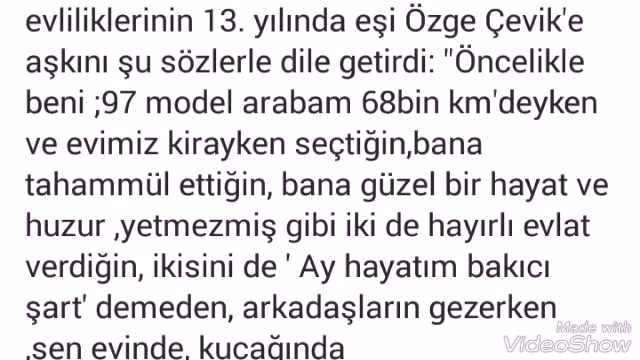 evliliklerinin 13. yılında eşi Özge Çevik'e
aşkını şu sözlerle dile getirdi: "Öncelikle
beni ;97 model arabam 68bin km'deyken
ve evimiz kirayken seçtiğin,bana
tahammül ettiğin, bana güzel bir hayat ve
huzur ,yetmezmiş gibi iki de hayırlı evlat
verdiğin, ikisini de ' Ay hayatım bakıcı
şart' demeden, arkadaşların gezerken
,sen evinde, kucağında
Made with
VideoShow